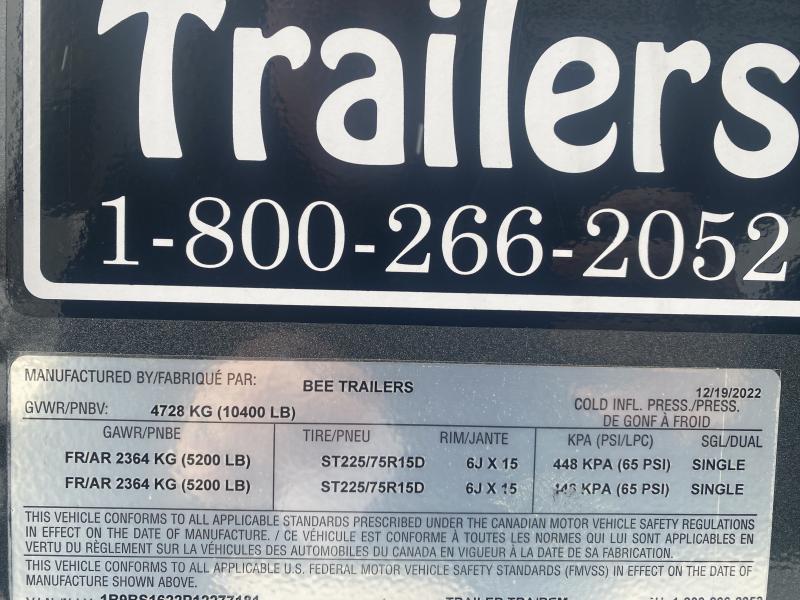 Trailers
1-800-266-2052
MANUFACTURED BY/FABRIQUÉ PAR: BEE TRAILERS 12/19/2022
GVWR/PNBV: 4728 KG (10400 LB) COLD INFL. PRESS./PRESS. DE GONF À FROID
GAWR/PNBE TIRE/PNEU RIM/JANTE KPA (PSI/LPC) SGL/DUAL
FR/AR 2364 KG (5200 LB) ST225/75R15D 6J X 15 448 KPA (65 PSI) SINGLE
FR/AR 2364 KG (5200 LB) ST225/75R15D 6J X 15 448 KPA (65 PSI) SINGLE
THIS VEHICLE CONFORMS TO ALL APPLICABLE STANDARDS PRESCRIBED UNDER THE CANADIAN MOTOR VEHICLE SAFETY REGULATIONS
IN EFFECT ON THE DATE OF MANUFACTURE. / CE VÉHICULE EST CONFORME À TOUTES LES NORMES QUI LUI SONT APPLICABLES EN
VERTU DU RÈGLEMENT SUR LA VÉHICULES DES AUTOMOBILES DU CANADA EN VIGUEUR À LA DATE DE SA FABRICATION.
THIS VEHICLE CONFORMS TO ALL APPLICABLE U.S. FEDERAL MOTOR VEHICLE SAFETY STANDARDS (FMVSS) IN EFFECT ON THE DATE OF
MANUFACTURE SHOWN ABOVE.